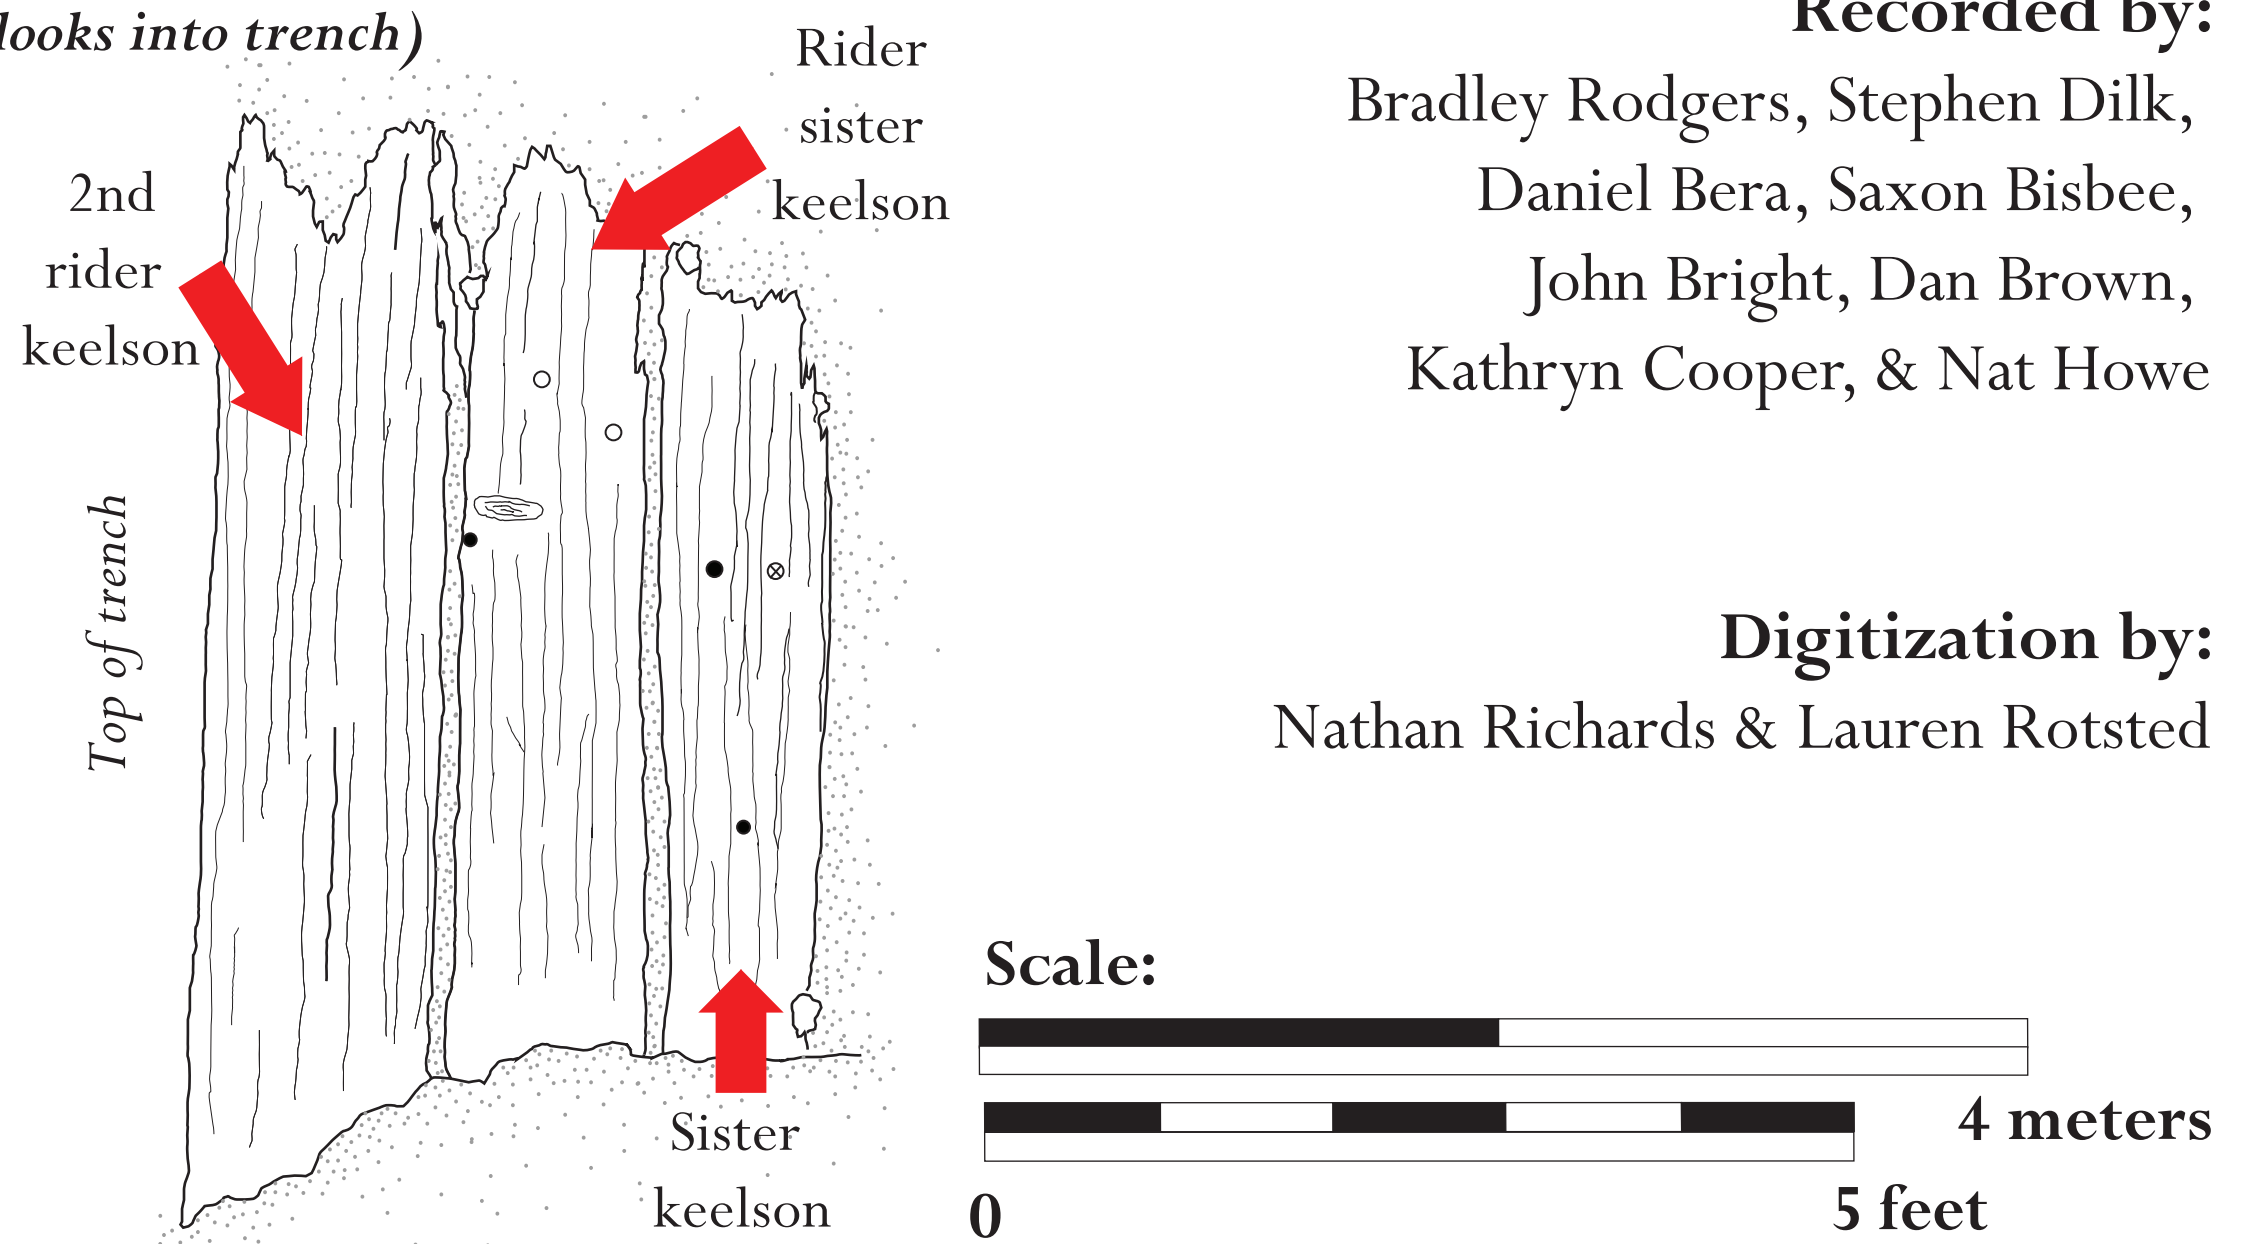 looks into trench)
Rider
sister
keelson
2nd
rider
keelson
Top of trench
Sister
keelson
Recorded by:
Bradley Rodgers, Stephen Dilk,
Daniel Bera, Saxon Bisbee,
John Bright, Dan Brown,
Kathryn Cooper, & Nat Howe
Digitization by:
Nathan Richards & Lauren Rotsted
Scale:
4 meters
0
5 feet